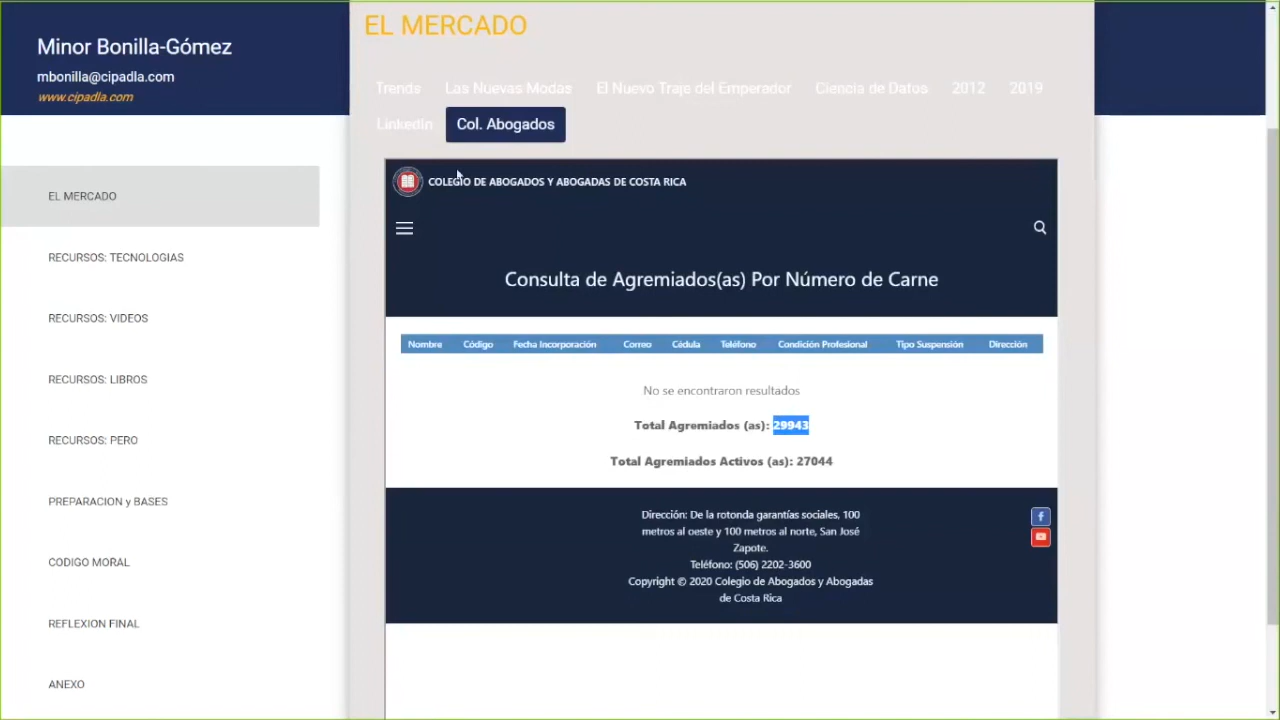 Minor Bonilla-Gómez
mbonilla@cipadla.com
www.cipadla.com
EL MERCADO
RECURSOS: TECNOLOGIAS
RECURSOS: VIDEOS
RECURSOS: LIBROS
RECURSOS: PERO
PREPARACION y BASES
CODIGO MORAL
REFLEXION FINAL
ANEXO
EL MERCADO
Trends Las Nuevas Modas El Nuevo Traje del Emperador Ciencia de Datos 2012 2019
LinkedIn Col. Abogados
COLEGIO DE ABOGADOS Y ABOGADAS DE COSTA RICA
Consulta de Agremiados(as) Por Número de Carne
Nombre Código Fecha Incorporación Correo Cédula Teléfono Condición Profesional Tipo Suspensión Dirección
No se encontraron resultados
Total Agremiados (as): 29943
Total Agremiados Activos (as): 27044
Dirección: De la rotonda garantías sociales, 100
metros al oeste y 100 metros al norte, San José
Zapote.
Teléfono: (506) 2202-3600
Copyright © 2020 Colegio de Abogados y Abogadas
de Costa Rica